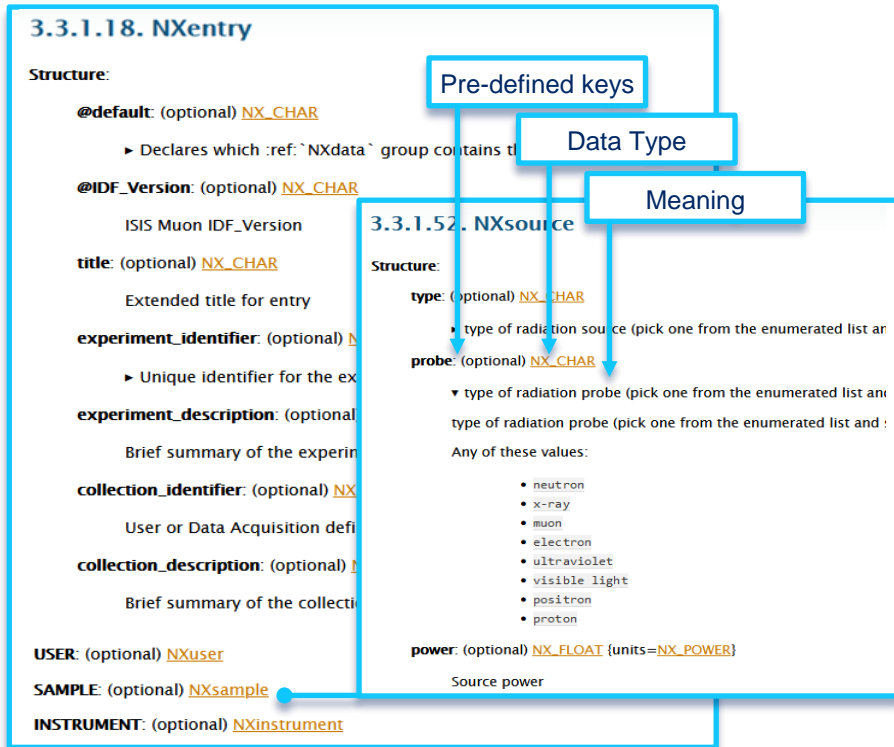 3.3.1.18. NXentry
Structure:
@default: (optional) NX_CHAR
▸ Declares which :ref:`NXdata` group contains
@IDF_Version: (optional) NX_CHAR
ISIS Muon IDF_Version
title: (optional) NX_CHAR
Extended title for entry
experiment_identifier: (optional)
▸ Unique identifier for the
experiment_description: (optional)
Brief summary of the
collection_identifier: (optional) NX
User or Data Acquisition
collection_description: (optional)
Brief summary of the
USER: (optional) NXuser
SAMPLE: (optional) NXsample
INSTRUMENT: (optional) NXinstrument
Pre-defined keys
Data Type
Meaning
3.3.1.52. NXsource
Structure:
type: (optional) NX_CHAR
▸ type of radiation source (pick one from the enumerated list
probe: (optional) NX_CHAR
▾ type of radiation probe (pick one from the enumerated list and
type of radiation probe (pick one from the enumerated list and
Any of these values:
• neutron
• x-ray
• muon
• electron
• ultraviolet
• visible light
• positron
• proton
power: (optional) NX_FLOAT {units=NX_POWER}
Source power